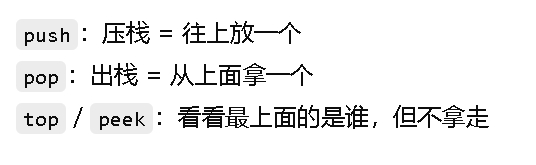 push：压栈 = 往上放一个
pop：出栈 = 从上面拿一个
top / peek：看看最上面的是谁，但不拿走